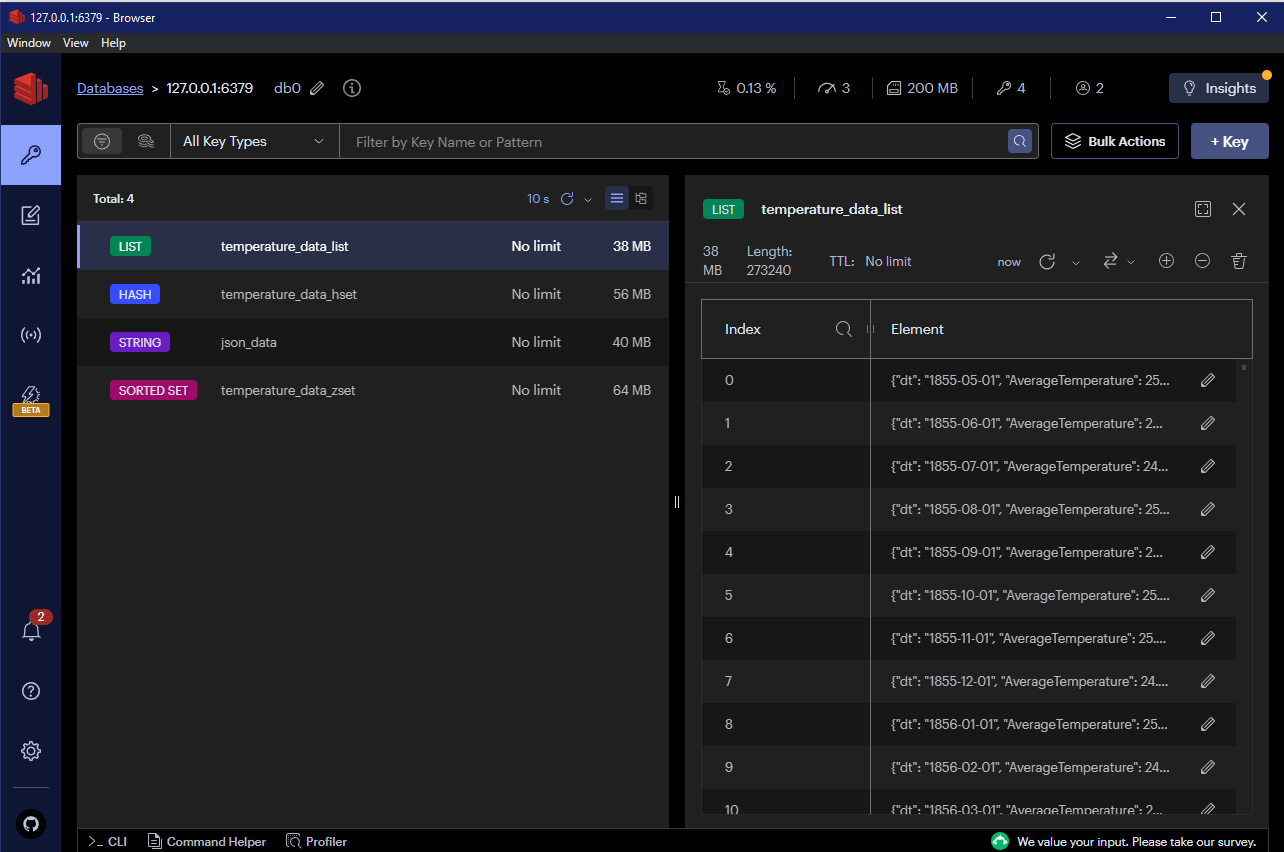 127.0.0.1:6379 - Browser
Window View Help
Databases > 127.0.0.1:6379 db0 0.13 % 3 200 MB 4 2 Insights
All Key Types Filter by Key Name or Pattern Bulk Actions + Key
Total: 4 10 s
LIST temperature_data_list No limit 38 MB
HASH temperature_data_hset No limit 56 MB
STRING json_data No limit 40 MB
SORTED SET temperature_data_zset No limit 64 MB
BETA
2
LIST temperature_data_list
38 MB Length: 273240 TTL: No limit now
Index Element
0 {"dt": "1855-05-01", "AverageTemperature": 25...
1 {"dt": "1855-06-01", "AverageTemperature": 2...
2 {"dt": "1855-07-01", "AverageTemperature": 24...
3 {"dt": "1855-08-01", "AverageTemperature": 25...
4 {"dt": "1855-09-01", "AverageTemperature": 2...
5 {"dt": "1855-10-01", "AverageTemperature": 25....
6 {"dt": "1855-11-01", "AverageTemperature": 25....
7 {"dt": "1855-12-01", "AverageTemperature": 24....
8 {"dt": "1856-01-01", "AverageTemperature": 25...
9 {"dt": "1856-02-01", "AverageTemperature": 24...
10 {"dt": "1856-03-01", "AverageTemperature": 2...
>_ CLI Command Helper Profiler We value your input. Please take our survey.